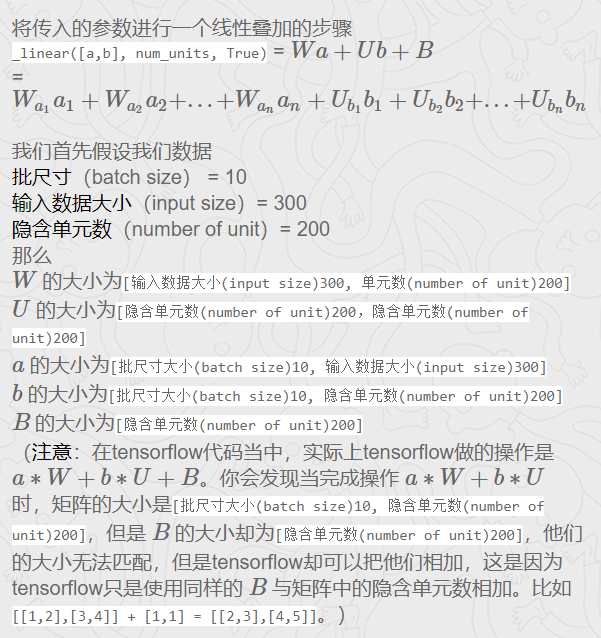 将传入的参数进行一个线性叠加的步骤
_linear([a,b], num_units, True) = Wa + Ub + B
=
W_{a_1}a_1 + W_{a_2}a_2+...+W_{a_n}a_n + U_{b_1}b_1 + U_{b_2}b_2+...+U_{b_n}b_n
我们首先假设我们数据
批尺寸（batch size） = 10
输入数据大小（input size）= 300
隐含单元数（number of unit）= 200
那么
W 的大小为[输入数据大小(input size)300, 单元数(number of unit)200]
U 的大小为[隐含单元数(number of unit)200，隐含单元数(number of
unit)200]
a 的大小为[批尺寸大小(batch size)10, 输入数据大小(input size)300]
b 的大小为[批尺寸大小(batch size)10, 隐含单元数(number of unit)200]
B 的大小为[隐含单元数(number of unit)200]
（注意：在tensorflow代码当中，实际上tensorflow做的操作是
a * W + b * U + B。你会发现当完成操作 a * W + b * U
时，矩阵的大小是[批尺寸大小(batch size)10, 隐含单元数(number of
unit)200]，但是 B 的大小却为[隐含单元数(number of unit)200]，他们
的大小无法匹配，但是tensorflow却可以把他们相加，这是因为
tensorflow只是使用同样的 B 与矩阵中的隐含单元数相加。比如
[[1,2],[3,4]] + [1,1] = [[2,3],[4,5]]。）